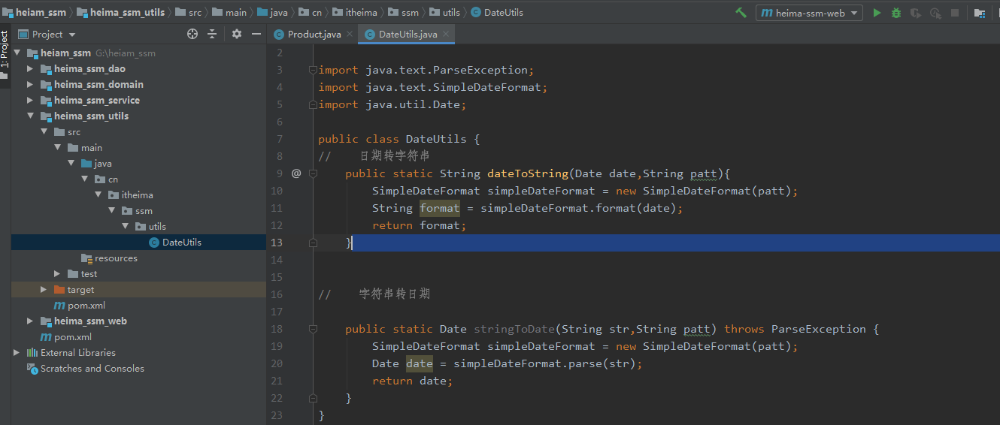 heiam_ssm heima_ssm_utils src main java cn itheima ssm utils DateUtils heima-ssm-web
1: Project
Project
Product.java DateUtils.java
heiam_ssm G:\heiam_ssm
heima_ssm_dao
heima_ssm_domain
heima_ssm_service
heima_ssm_utils
src
main
java
cn
itheima
ssm
utils
DateUtils
resources
test
target
pom.xml
heima_ssm_web
pom.xml
External Libraries
Scratches and Consoles
2
3 import java.text.ParseException;
4 import java.text.SimpleDateFormat;
5 import java.util.Date;
6
7 public class DateUtils {
8 // 日期转字符串
9 @ public static String dateToString(Date date,String patt){
10 SimpleDateFormat simpleDateFormat = new SimpleDateFormat(patt);
11 String format = simpleDateFormat.format(date);
12 return format;
13 }
14
15
16 // 字符串转日期
17
18 public static Date stringToDate(String str,String patt) throws ParseException {
19 SimpleDateFormat simpleDateFormat = new SimpleDateFormat(patt);
20 Date date = simpleDateFormat.parse(str);
21 return date;
22 }
23 }